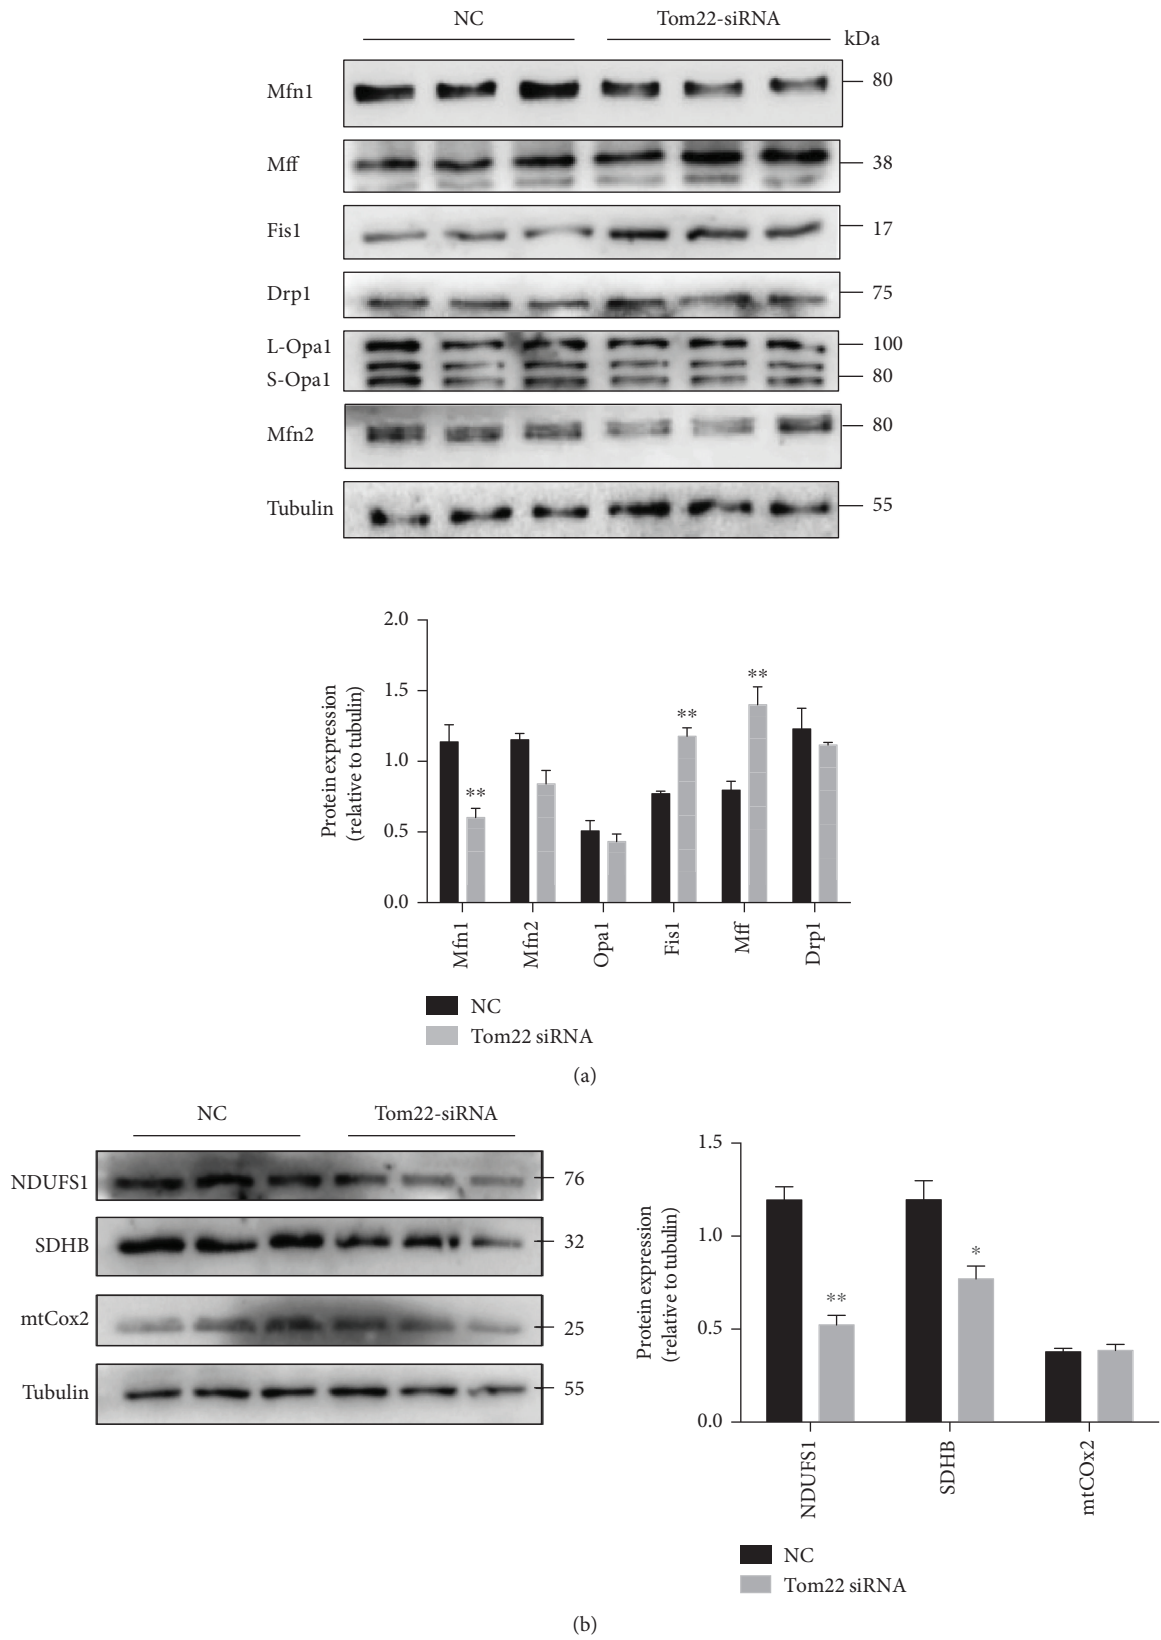 NC Tom22-siRNA
kDa
Mfn1 80
Mff 38
Fis1 17
Drp1 75
L-Opa1 100
S-Opa1 80
Mfn2 80
Tubulin 55
Protein expression
(relative to tubulin)
2.0
1.5
1.0
0.5
0.0
**
**
**
Mfn1 Mfn2 Opa1 Fis1 Mff Drp1
NC
Tom22 siRNA
(a)
NC Tom22-siRNA
NDUFS1 76
SDHB 32
mtCox2 25
Tubulin 55
Protein expression
(relative to tubulin)
1.5
1.0
0.5
0.0
**
*
NDUFS1 SDHB mtCOx2
NC
Tom22 siRNA
(b)